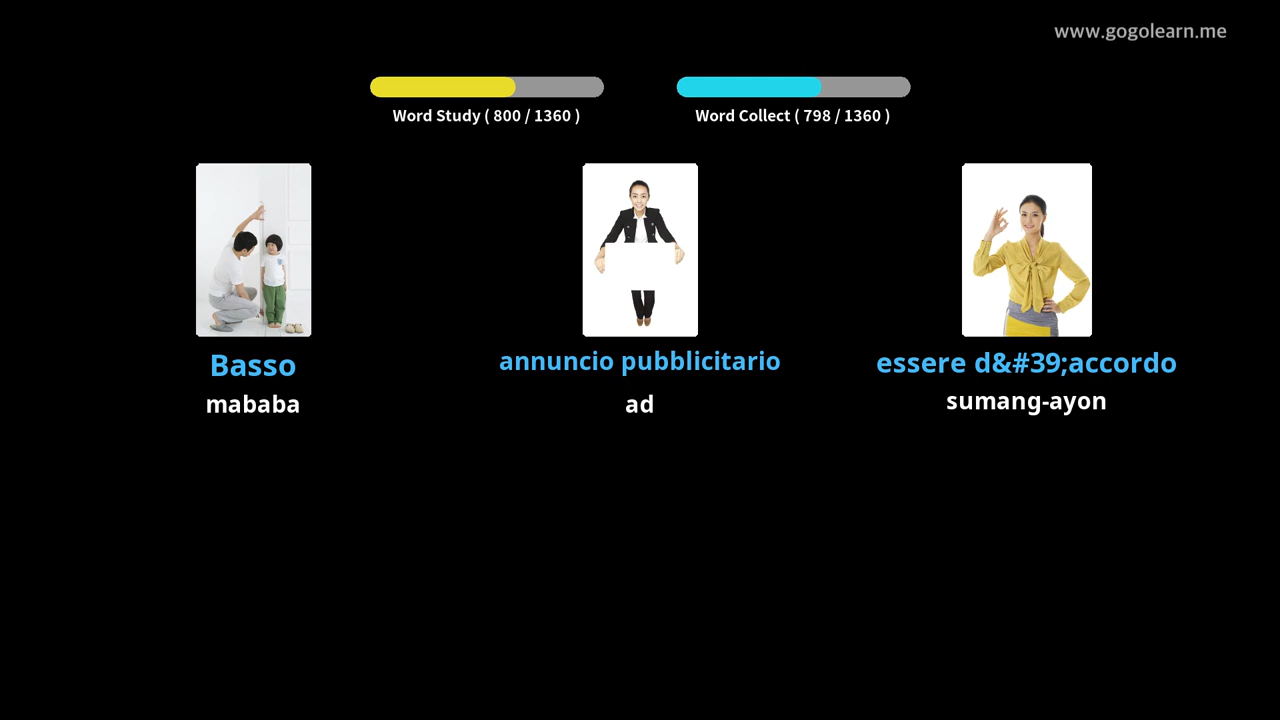 www.gogolearn.me
Word Study ( 800 / 1360 )
Word Collect ( 798 / 1360 )
Basso
mababa
annuncio pubblicitario
ad
essere d&#39;accordo
sumang-ayon